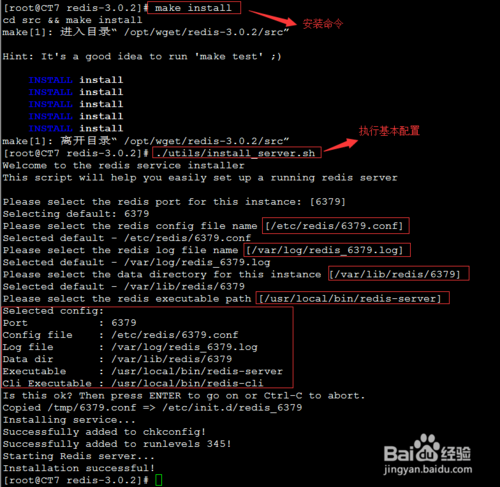 [root@CT7 redis-3.0.2]# make install
安装命令
cd src && make install
make[1]: 进入目录“ /opt/wget/redis-3.0.2/src”
Hint: It's a good idea to run 'make test' ;)
INSTALL install
INSTALL install
INSTALL install
INSTALL install
INSTALL install
make[1]: 离开目录“ /opt/wget/redis-3.0.2/src”
执行基本配置
[root@CT7 redis-3.0.2]# ./utils/install_server.sh
Welcome to the redis service installer
This script will help you easily set up a running redis server
Please select the redis port for this instance: [6379]
Selecting default: 6379
Please select the redis config file name [/etc/redis/6379.conf]
Selected default - /etc/redis/6379.conf
Please select the redis log file name [/var/log/redis_6379.log]
Selected default - /var/log/redis_6379.log
Please select the data directory for this instance [/var/lib/redis/6379]
Selected default - /var/lib/redis/6379
Please select the redis executable path [/usr/local/bin/redis-server]
Selected config:
Port : 6379
Config file : /etc/redis/6379.conf
Log file : /var/log/redis_6379.log
Data dir : /var/lib/redis/6379
Executable : /usr/local/bin/redis-server
Cli Executable : /usr/local/bin/redis-cli
Is this ok? Then press ENTER to go on or Ctrl-C to abort.
Copied /tmp/6379.conf => /etc/init.d/redis_6379
Installing service...
Successfully added to chkconfig!
Successfully added to runlevels 345!
Starting Redis server...
Installation successful!
[root@CT7 redis-3.0.2]#
Baidu 经验
jingyan.baidu.com